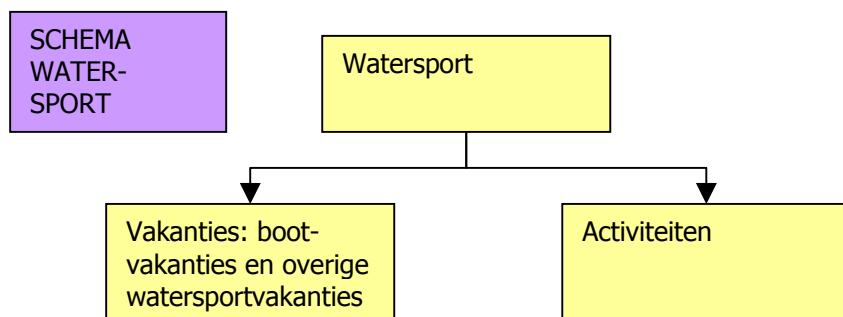 SCHEMA
WATER-
SPORT
Watersport
Vakanties: boot-
vakanties en overige
watersportvakanties
Activiteiten